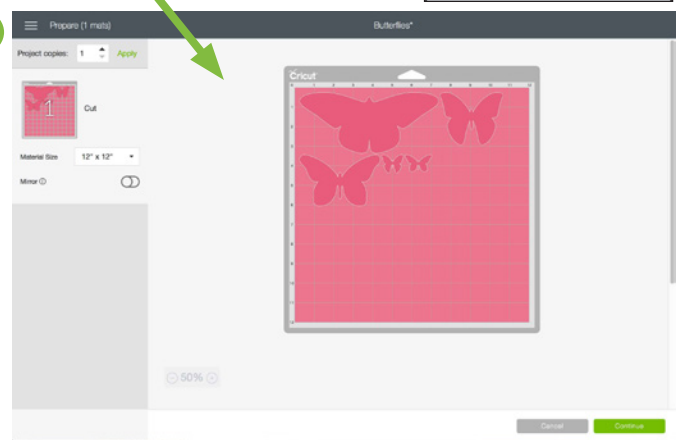 Prepare (1 mats)
Butterflies*
Project copies: 1 Apply
Cricut
1
Cut
Material Size 12" x 12"
Mirror
50%
Cancel Continue